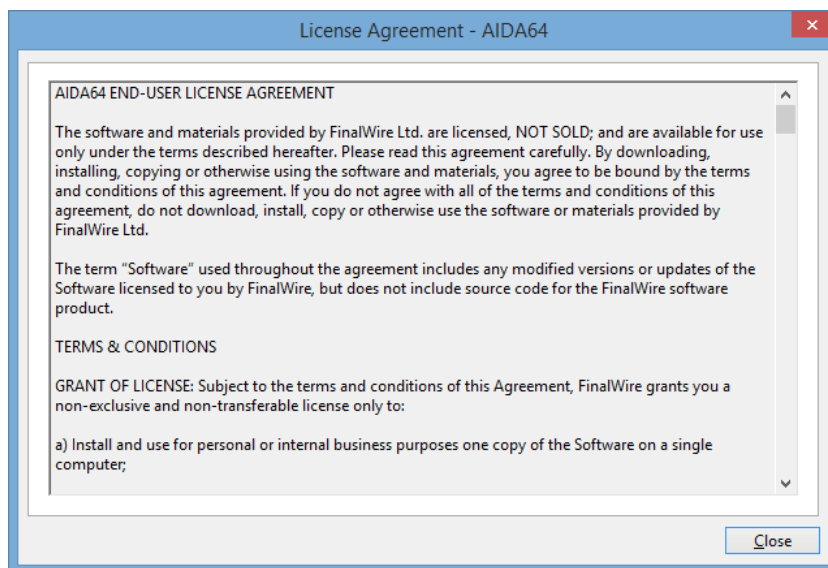 License Agreement - AIDA64
AIDA64 END-USER LICENSE AGREEMENT
The software and materials provided by FinalWire Ltd. are licensed, NOT SOLD; and are available for use
only under the terms described hereafter. Please read this agreement carefully. By downloading,
installing, copying or otherwise using the software and materials, you agree to be bound by the terms
and conditions of this agreement. If you do not agree with all of the terms and conditions of this
agreement, do not download, install, copy or otherwise use the software or materials provided by
FinalWire Ltd.
The term “Software” used throughout the agreement includes any modified versions or updates of the
Software licensed to you by FinalWire, but does not include source code for the FinalWire software
product.
TERMS & CONDITIONS
GRANT OF LICENSE: Subject to the terms and conditions of this Agreement, FinalWire grants you a
non-exclusive and non-transferable license only to:
a) Install and use for personal or internal business purposes one copy of the Software on a single
computer;
Close